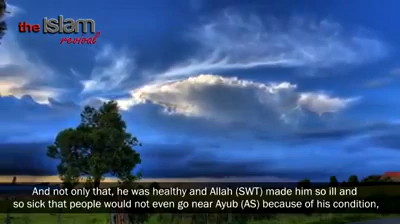 the Islam
revival
And not only that, he was healthy and Allah (SWT) made him so ill and
so sick that people would not even go near Ayub (AS) because of his condition,